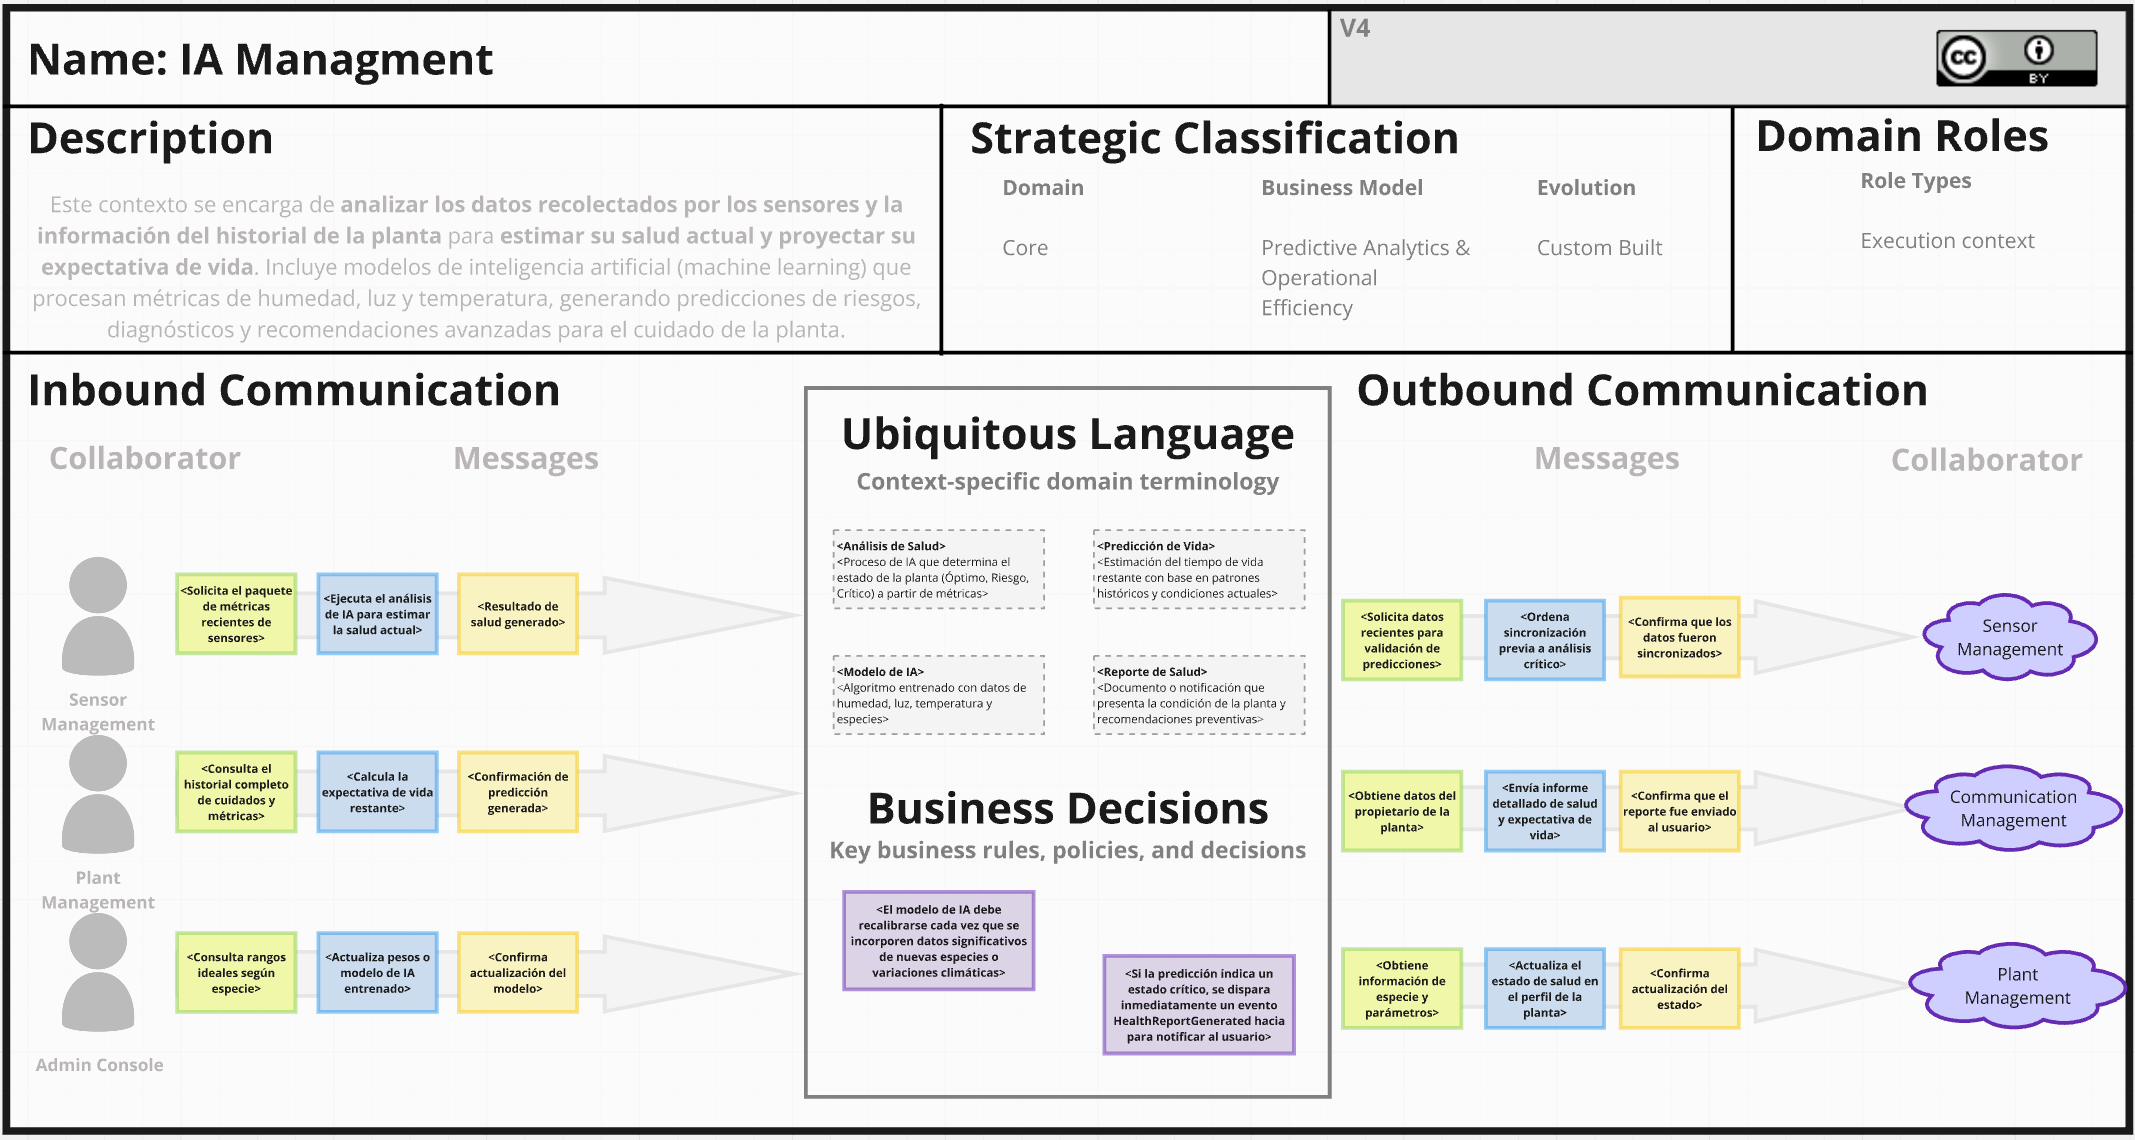 Name: IA Managment
V4
cc
BY
Description
Este contexto se encarga de analizar los datos recolectados por los sensores y la
información del historial de la planta para estimar su salud actual y proyectar su
expectativa de vida. Incluye modelos de inteligencia artificial (machine learning) que
procesan métricas de humedad, luz y temperatura, generando predicciones de riesgos,
diagnósticos y recomendaciones avanzadas para el cuidado de la planta.
Strategic Classification
Domain
Core
Business Model
Predictive Analytics &
Operational
Efficiency
Evolution
Custom Built
Domain Roles
Role Types
Execution context
Inbound Communication
Collaborator
Messages
Sensor
Management
<Solicita el paquete
de métricas
recientes de
sensores>
<Ejecuta el análisis
de IA para estimar
la salud actual>
<Resultado de
salud generado>
Plant
Management
<Consulta el
historial completo
de cuidados y
métricas>
<Calcula la
expectativa de vida
restante>
<Confirmación de
predicción
generada>
Admin Console
<Consulta rangos
ideales según
especie>
<Actualiza pesos o
modelo de IA
entrenado>
<Confirma
actualización del
modelo>
Ubiquitous Language
Context-specific domain terminology
<Análisis de Salud>
<Proceso de IA que determina el
estado de la planta (Óptimo, Riesgo,
Crítico) a partir de métricas>
<Predicción de Vida>
<Estimación del tiempo de vida
restante con base en patrones
históricos y condiciones actuales>
<Modelo de IA>
<Algoritmo entrenado con datos de
humedad, luz, temperatura y
especies>
<Reporte de Salud>
<Documento o notificación que
presenta la condición de la planta y
recomendaciones preventivas>
Business Decisions
Key business rules, policies, and decisions
<El modelo de IA debe
recalibrarse cada vez que se
incorporen datos significativos
de nuevas especies o
variaciones climáticas>
<Si la predicción indica un
estado crítico, se dispara
inmediatamente un evento
HealthReportGenerated hacia
para notificar al usuario>
Outbound Communication
Messages
Collaborator
<Solicita datos
recientes para
validación de
predicciones>
<Ordena
sincronización
previa a análisis
crítico>
<Confirma que los
datos fueron
sincronizados>
Sensor
Management
<Obtiene datos del
propietario de la
planta>
<Envía informe
detallado de salud
y expectativa de
vida>
<Confirma que el
reporte fue enviado
al usuario>
Communication
Management
<Obtiene
información de
especie y
parámetros>
<Actualiza el
estado de salud en
el perfil de la
planta>
<Confirma
actualización del
estado>
Plant
Management